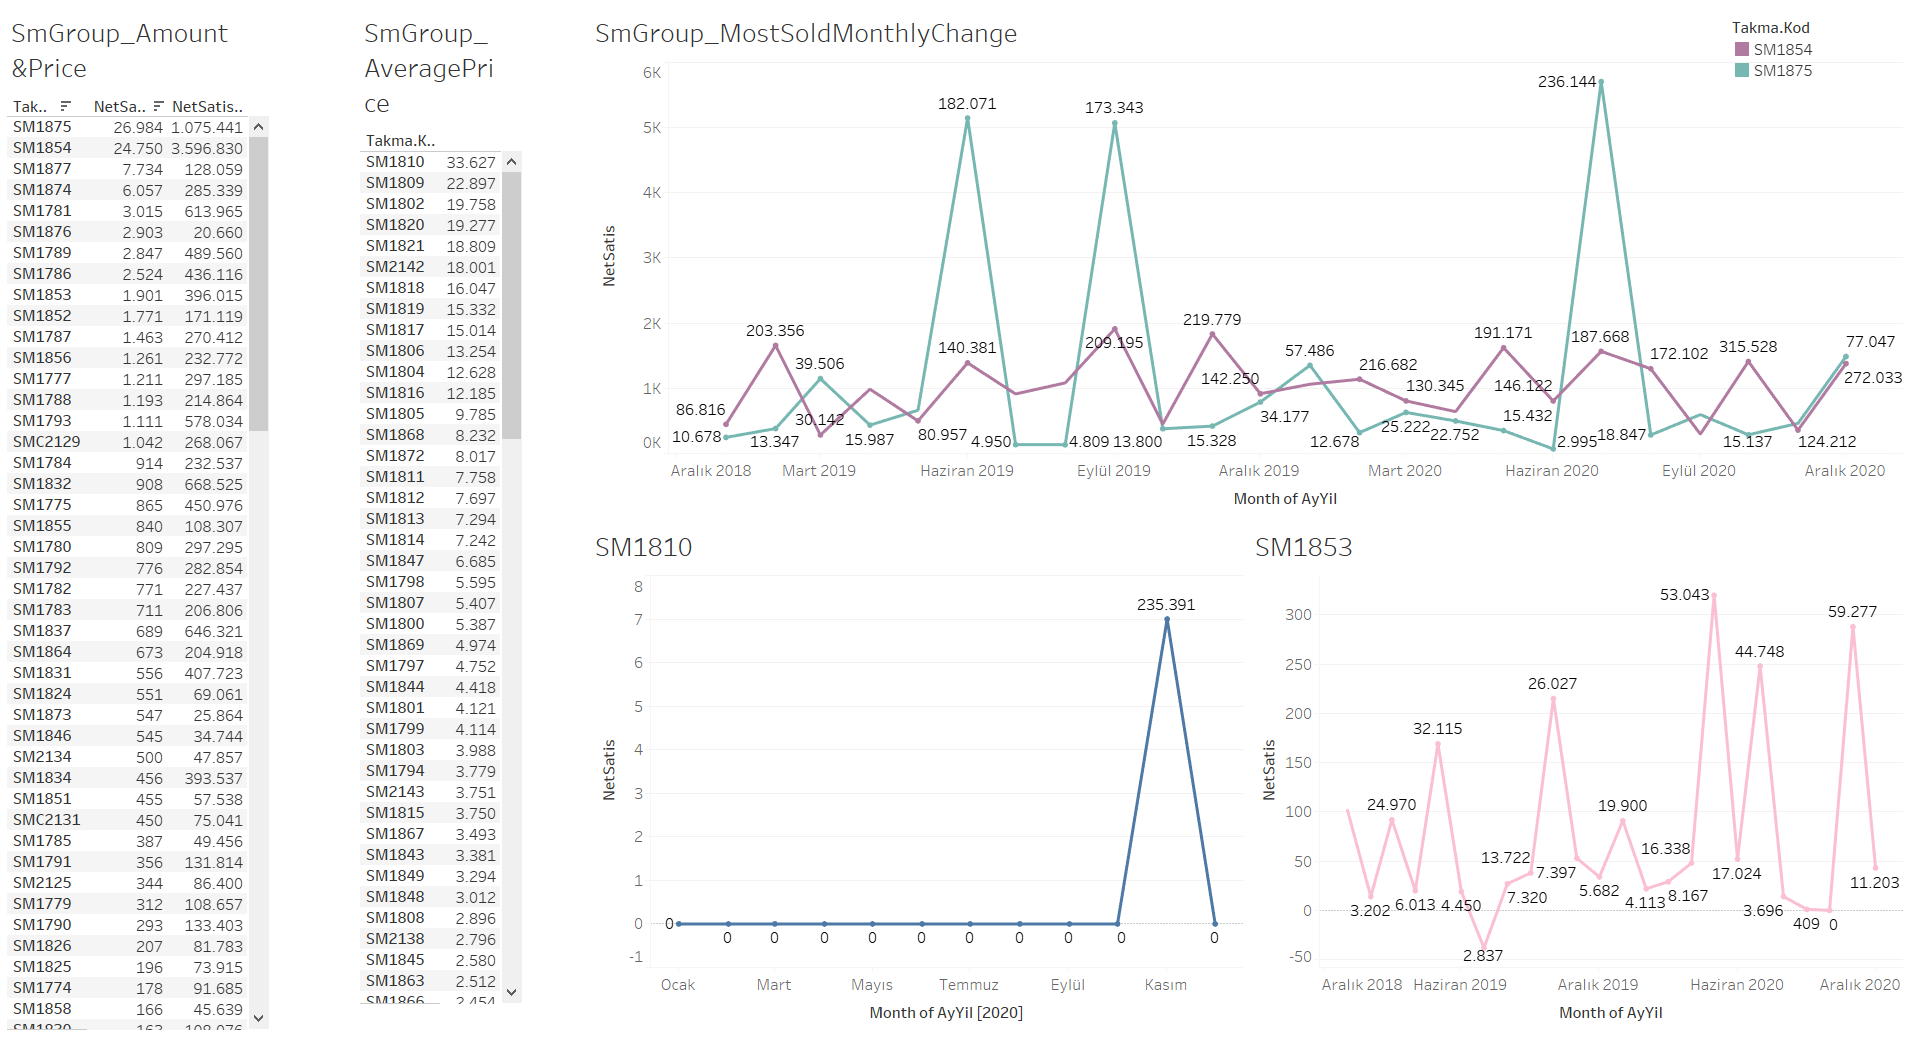 SmGroup_Amount
&Price
Tak.. NetSa.. NetSatis..
SM1875 26.984 1.075.441
SM1854 24.750 3.596.830
SM1877 7.734 128.059
SM1874 6.057 285.339
SM1781 3.015 613.965
SM1876 2.903 20.660
SM1789 2.847 489.560
SM1786 2.524 436.116
SM1853 1.901 396.015
SM1852 1.771 171.119
SM1787 1.463 270.412
SM1856 1.261 232.772
SM1777 1.211 297.185
SM1788 1.193 214.864
SM1793 1.111 578.034
SMC2129 1.042 268.067
SM1784 914 232.537
SM1832 908 668.525
SM1775 865 450.976
SM1855 840 108.307
SM1780 809 297.295
SM1792 776 282.854
SM1782 771 227.437
SM1783 711 206.806
SM1837 689 646.321
SM1864 673 204.918
SM1831 556 407.723
SM1824 551 69.061
SM1873 547 25.864
SM1846 545 34.744
SM2134 500 47.857
SM1834 456 393.537
SM1851 455 57.538
SMC2131 450 75.041
SM1785 387 49.456
SM1791 356 131.814
SM2125 344 86.400
SM1779 312 108.657
SM1790 293 133.403
SM1826 207 81.783
SM1825 196 73.915
SM1774 178 91.685
SM1858 166 45.639
SmGroup_
AveragePri
ce
Takma.K..
SM1810 33.627
SM1809 22.897
SM1802 19.758
SM1820 19.277
SM1821 18.809
SM2142 18.001
SM1818 16.047
SM1819 15.332
SM1817 15.014
SM1806 13.254
SM1804 12.628
SM1816 12.185
SM1805 9.785
SM1868 8.232
SM1872 8.017
SM1811 7.758
SM1812 7.697
SM1813 7.294
SM1814 7.242
SM1847 6.685
SM1798 5.595
SM1807 5.407
SM1800 5.387
SM1869 4.974
SM1797 4.752
SM1844 4.418
SM1801 4.121
SM1799 4.114
SM1803 3.988
SM1794 3.779
SM2143 3.751
SM1815 3.750
SM1867 3.493
SM1843 3.381
SM1849 3.294
SM1848 3.012
SM1808 2.896
SM2138 2.796
SM1845 2.580
SM1863 2.512
SM1866 2.454
SmGroup_MostSoldMonthlyChange
Takma.Kod
SM1854
SM1875
NetSatis
6K
5K
4K
3K
2K
1K
0K
236.144
182.071
173.343
203.356
39.506
140.381
209.195
219.779
57.486
216.682
191.171
187.668
172.102
315.528
77.047
272.033
86.816
10.678
13.347
30.142
15.987
80.957
4.950
4.809
13.800
15.328
142.250
34.177
12.678
130.345
25.222
22.752
146.122
15.432
2.995
18.847
15.137
124.212
Aralık 2018 Mart 2019 Haziran 2019 Eylül 2019 Aralık 2019 Mart 2020 Haziran 2020 Eylül 2020 Aralık 2020
Month of AyYil
SM1810
NetSatis
8
7
6
5
4
3
2
1
0
-1
235.391
0
0 0 0 0 0 0 0 0 0 0
Ocak Mart Mayıs Temmuz Eylül Kasım
Month of AyYil [2020]
SM1853
NetSatis
300
250
200
150
100
50
0
-50
53.043
59.277
44.748
26.027
32.115
24.970
19.900
13.722
16.338
7.397
17.024
5.682
11.203
3.202
6.013
4.450
7.320
4.113
8.167
3.696
409
0
2.837
Aralık 2018 Haziran 2019 Aralık 2019 Haziran 2020 Aralık 2020
Month of AyYil